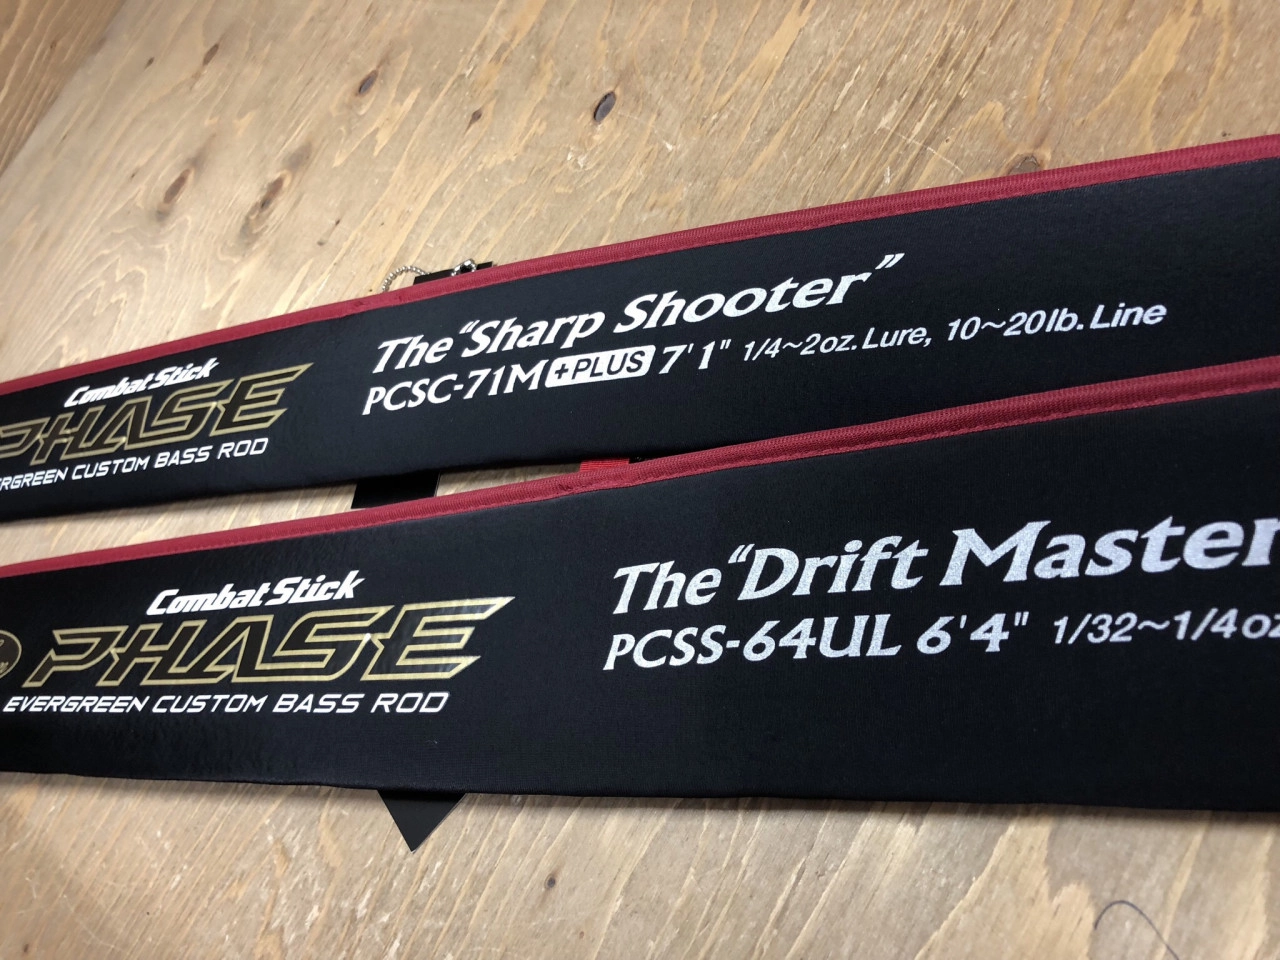 Combat Stick
PHASE
ERGREEN CUSTOM BASS ROD
The "Sharp Shooter"
PCSC-71M +PLUS 7'1" 1/4~2oz. Lure, 10~20lb. Line
Combat Stick
PHASE
EVERGREEN CUSTOM BASS ROD
The "Drift Master
PCSS-64UL 6'4" 1/32~1/4oz